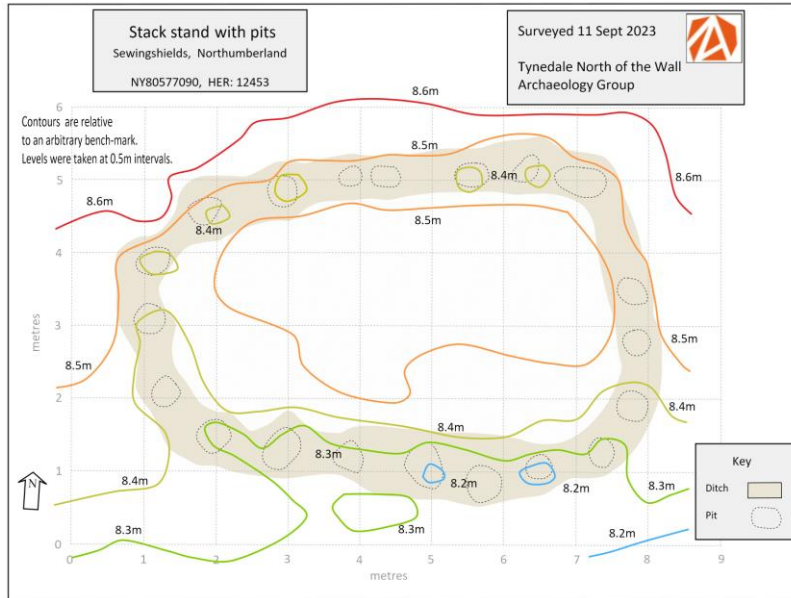 Stack stand with pits
Sewingshields, Northumberland
NY80577090, HER: 12453
Surveyed 11 Sept 2023
Tynedale North of the Wall
Archaeology Group
Contours are relative
to an arbitrary bench-mark.
Levels were taken at 0.5m intervals.
8.6m
8.5m
8.6m
8.4m
8.5m
8.4m
8.5m
8.5m
8.4m
8.4m
8.3m
8.4m
8.2m
8.2m
8.3m
8.3m
8.3m
8.2m
6
5
4
3
2
1
0
metres
0
1
2
3
4
5
6
7
8
9
metres
N
Key
Ditch
Pit